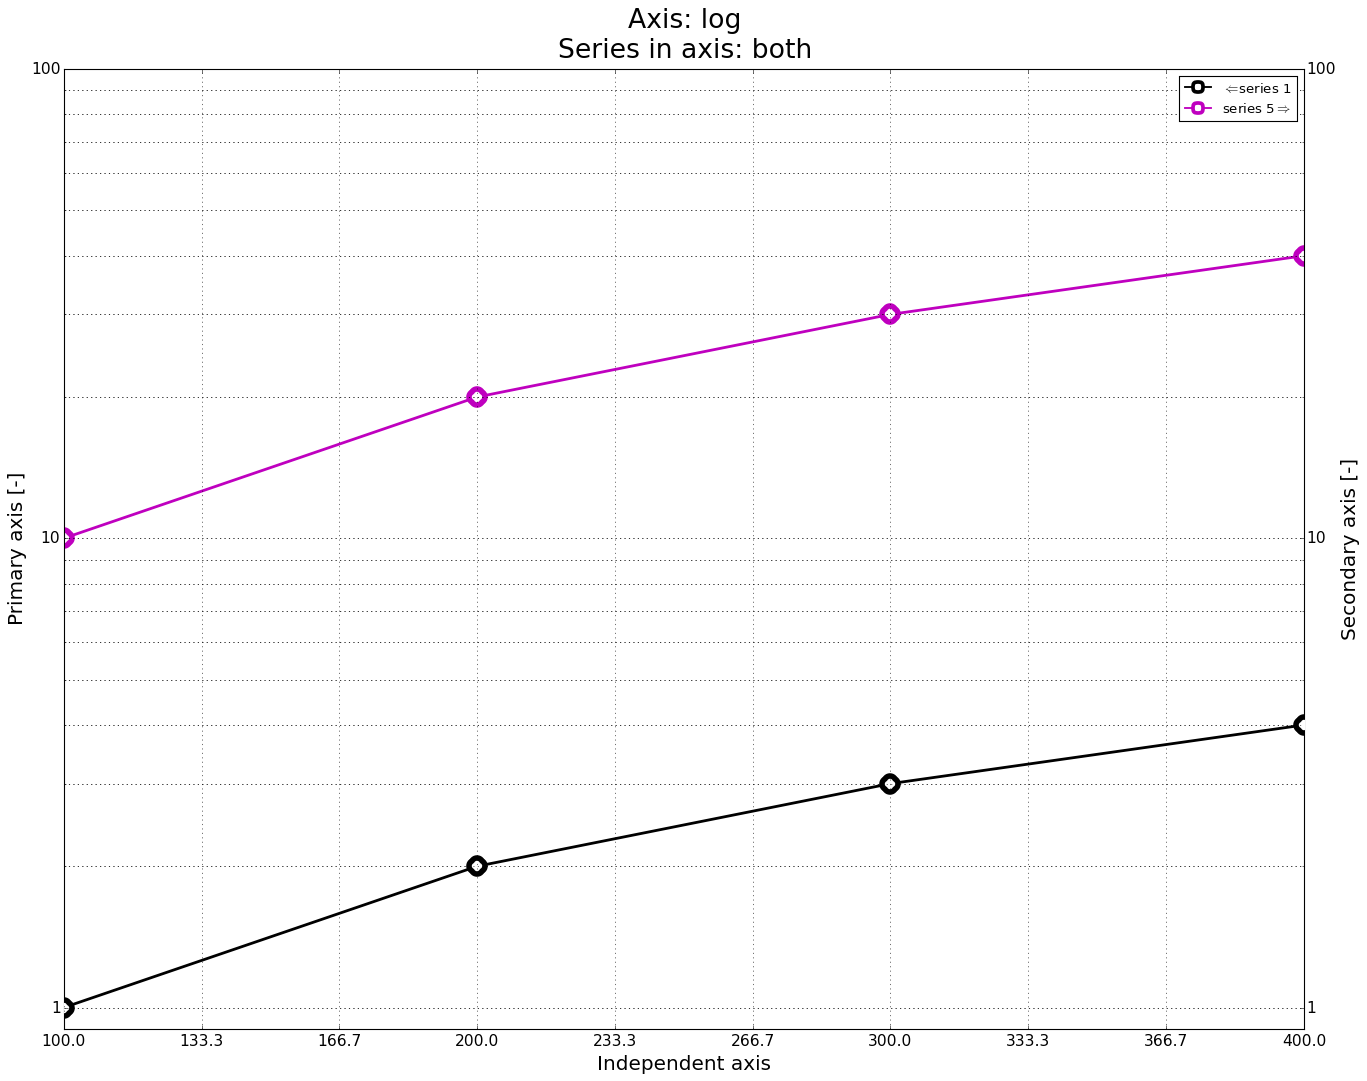 Axis: log
Series in axis: both
⇐series 1
series 5⇒
100
10
1
Primary axis [-]
100
10
1
Secondary axis [-]
100.0 133.3 166.7 200.0 233.3 266.7 300.0 333.3 366.7 400.0
Independent axis